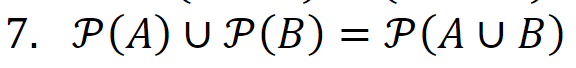 7. 𝒫(A) ∪ 𝒫(B) = 𝒫(A ∪ B)